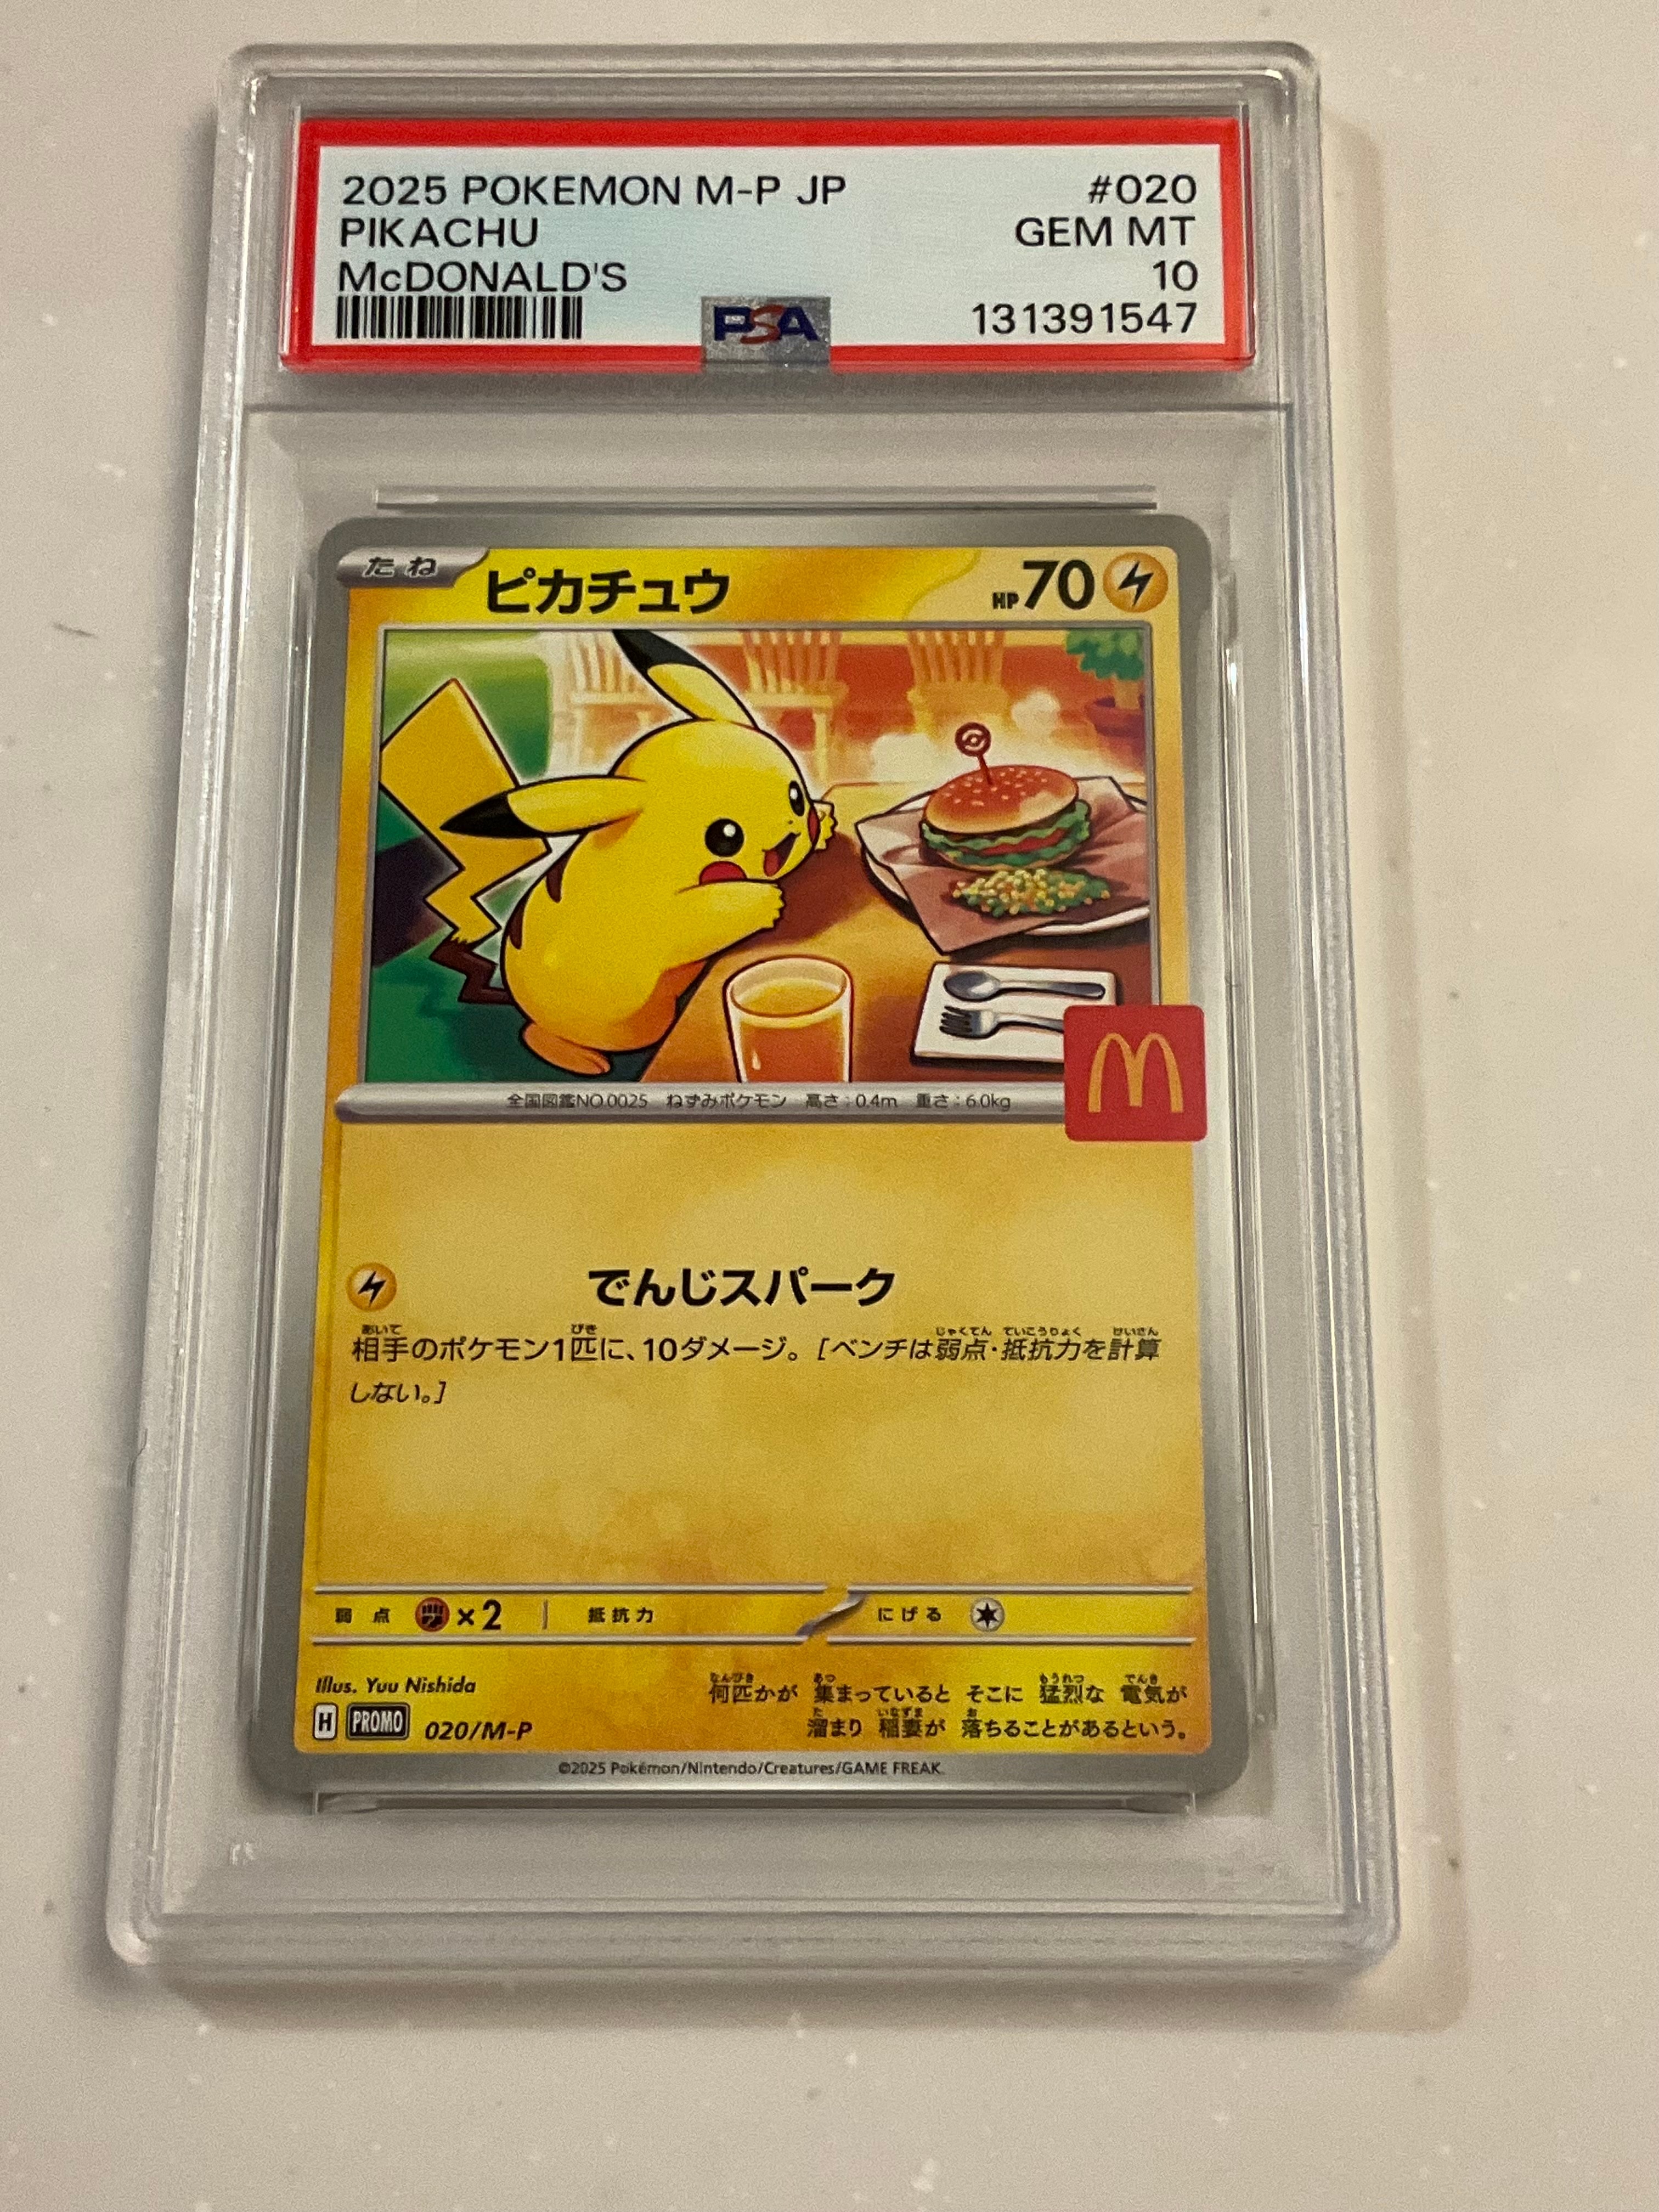 2025 POKEMON M-P JP #020
PIKACHU GEM MT
McDONALD'S 10
PSA 131391547
たね ピカチュウ HP70
全国図鑑NO.0025 ねずみポケモン 高さ:0.4m 重さ:6.0kg
M
でんじスパーク
相手のポケモン1匹に、10ダメージ。[ベンチは弱点・抵抗力を計算
しない。]
弱点 ×2 抵抗力 にげる
Illus. Yuu Nishida
何匹かが 集まっていると そこに 猛烈な 電気が
溜まり 稲妻が 落ちることがあるという。
H PROMO 020/M-P
©2025 Pokémon/Nintendo/Creatures/GAME FREAK